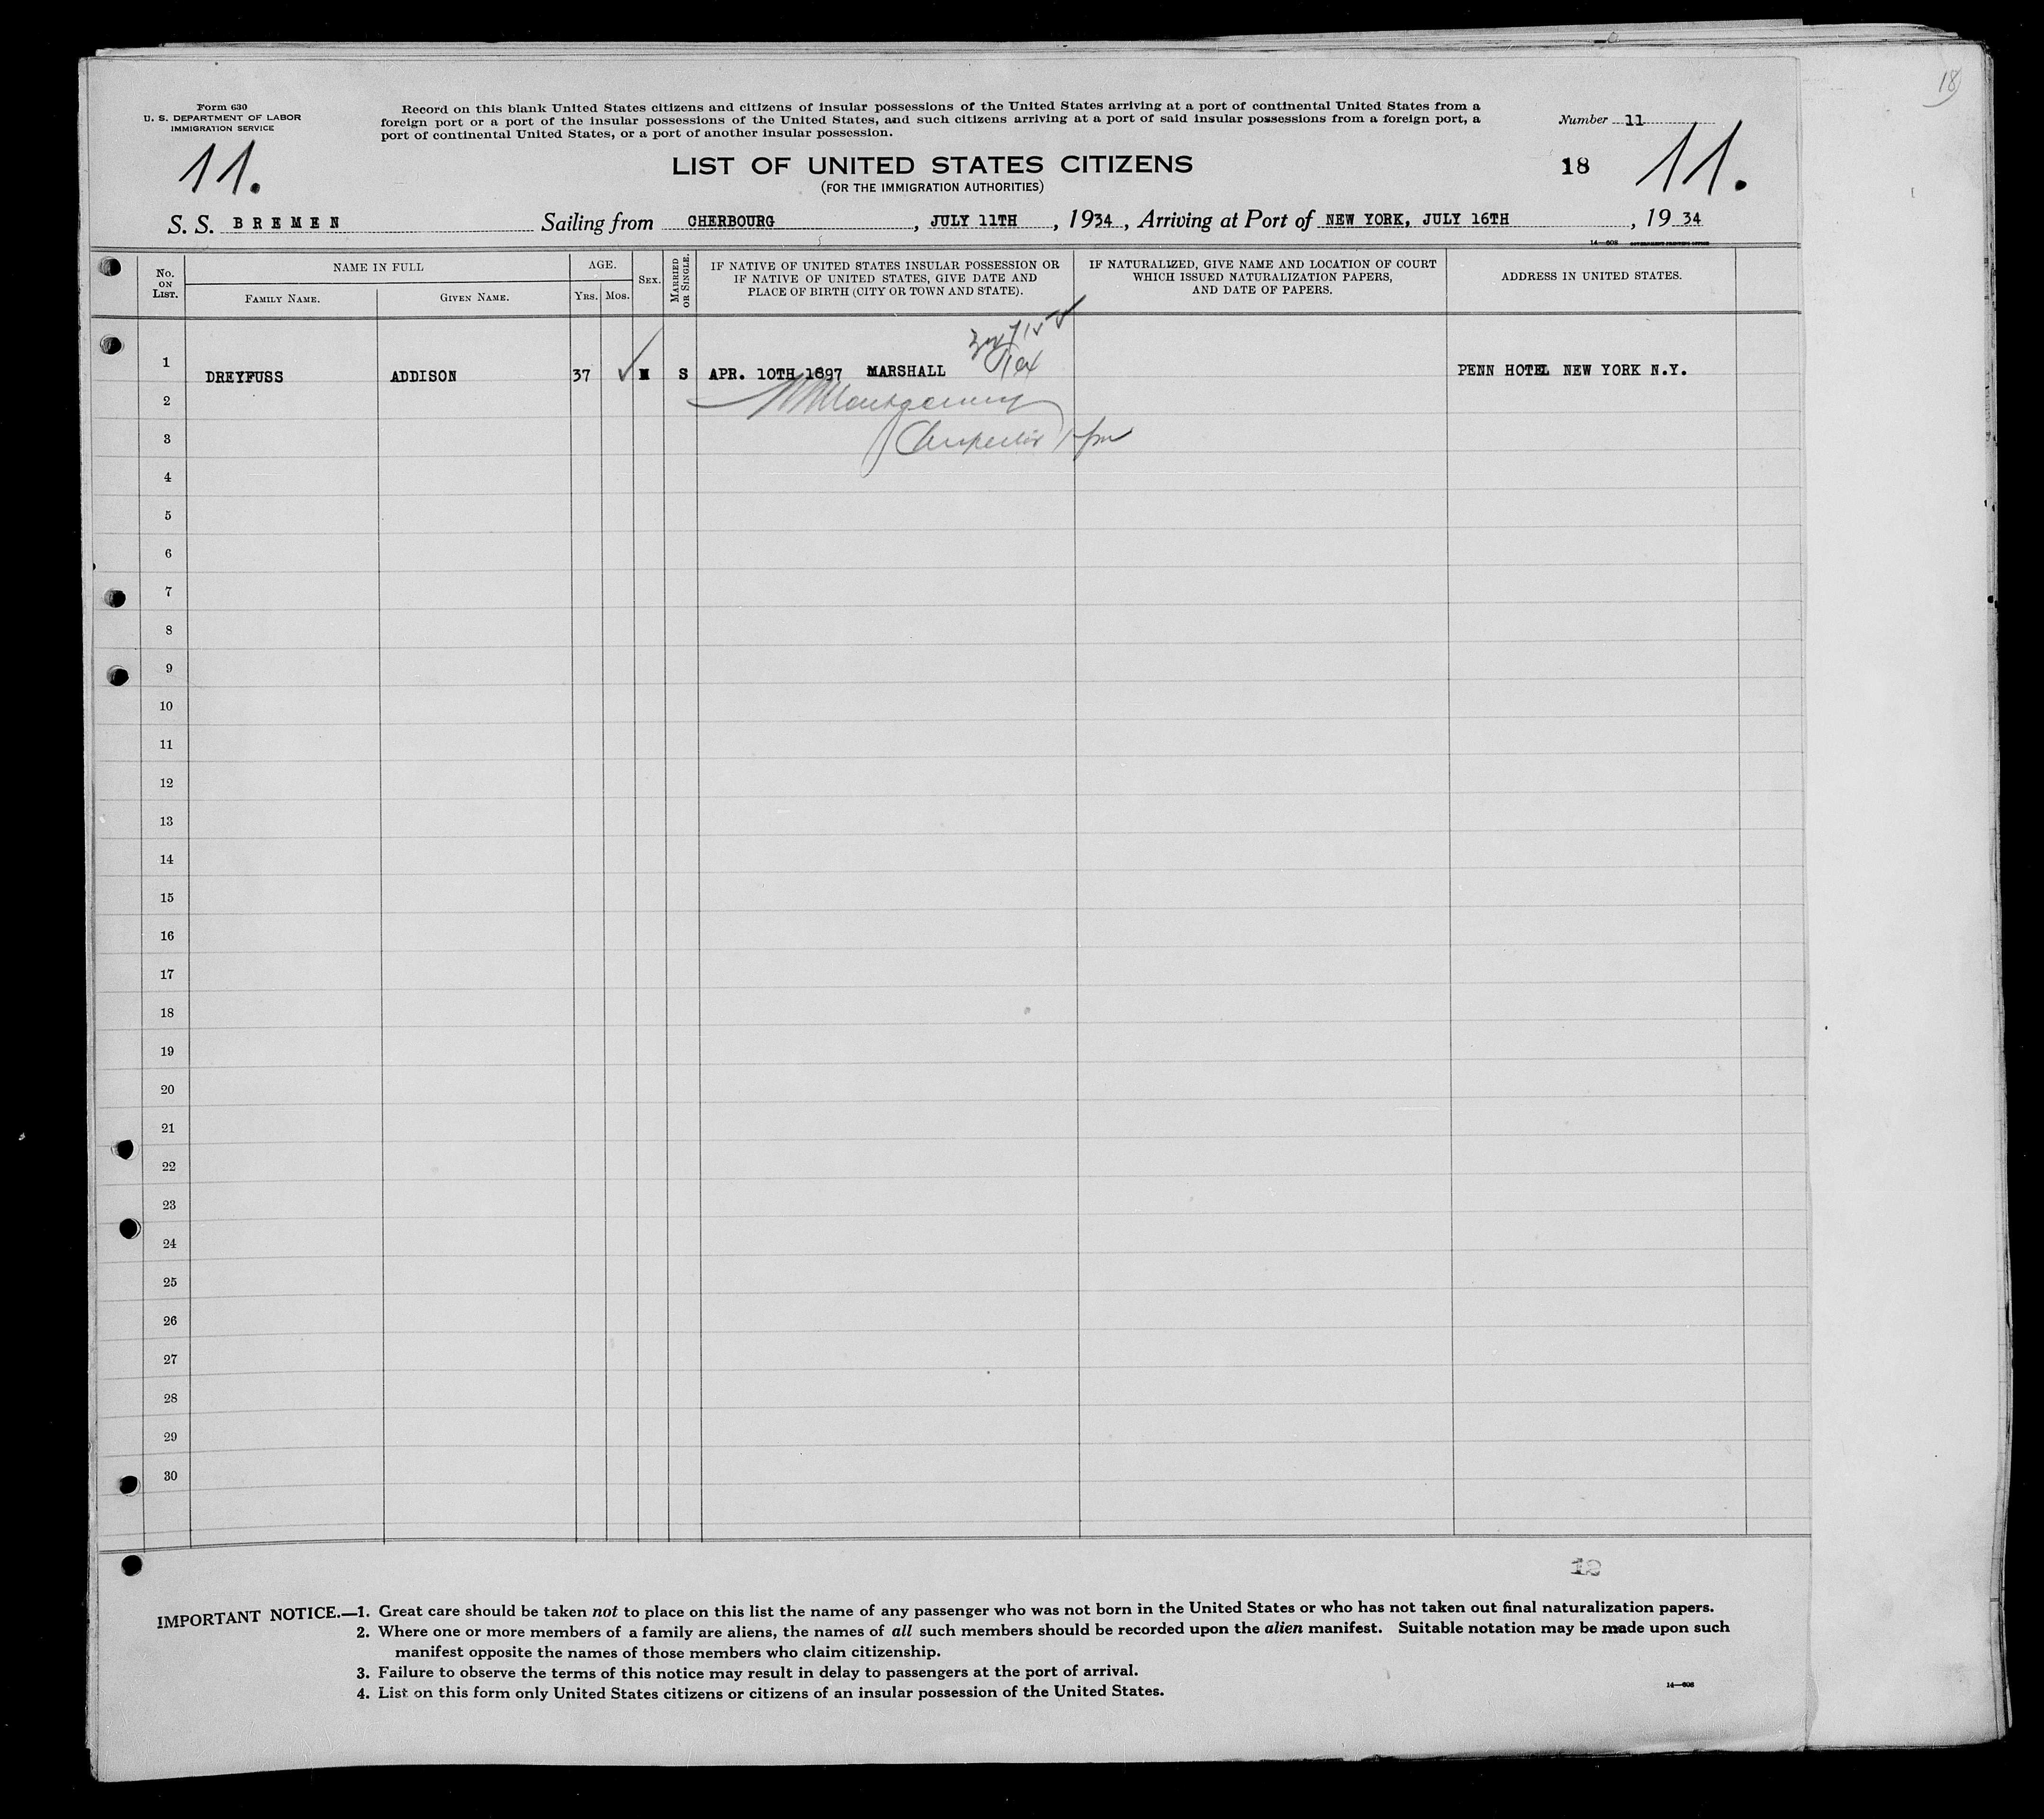 18
Form 630
U. S. DEPARTMENT OF LABOR
IMMIGRATION SERVICE
Record on this blank United States citizens and citizens of insular possessions of the United States arriving at a port of continental United States from a
foreign port or a port of the insular possessions of the United States, and such citizens arriving at a port of said insular possessions from a foreign port, a
port of continental United States, or a port of another insular possession.
Number 11
11.
LIST OF UNITED STATES CITIZENS
(FOR THE IMMIGRATION AUTHORITIES)
18
11.
S. S. BREMEN Sailing from CHERBOURG, JULY 11TH, 1934, Arriving at Port of NEW YORK, JULY 16TH, 1934
14—608 GOVERNMENT PRINTING OFFICE
No. ON LIST.
NAME IN FULL
FAMILY NAME.
GIVEN NAME.
AGE.
YRS.
MOS.
SEX.
MARRIED OR SINGLE.
IF NATIVE OF UNITED STATES INSULAR POSSESSION OR
IF NATIVE OF UNITED STATES, GIVE DATE AND
PLACE OF BIRTH (CITY OR TOWN AND STATE).
IF NATURALIZED, GIVE NAME AND LOCATION OF COURT
WHICH ISSUED NATURALIZATION PAPERS,
AND DATE OF PAPERS.
ADDRESS IN UNITED STATES.
1 DREYFUSS ADDISON 37 M S APR. 10TH 1897 MARSHALL Tex PENN HOTEL NEW YORK N.Y.
2 Montgomery
3 Inspector
4
5
6
7
8
9
10
11
12
13
14
15
16
17
18
19
20
21
22
23
24
25
26
27
28
29
30
12
IMPORTANT NOTICE.—1. Great care should be taken not to place on this list the name of any passenger who was not born in the United States or who has not taken out final naturalization papers.
2. Where one or more members of a family are aliens, the names of all such members should be recorded upon the alien manifest. Suitable notation may be made upon such
manifest opposite the names of those members who claim citizenship.
3. Failure to observe the terms of this notice may result in delay to passengers at the port of arrival.
4. List on this form only United States citizens or citizens of an insular possession of the United States.
14—608